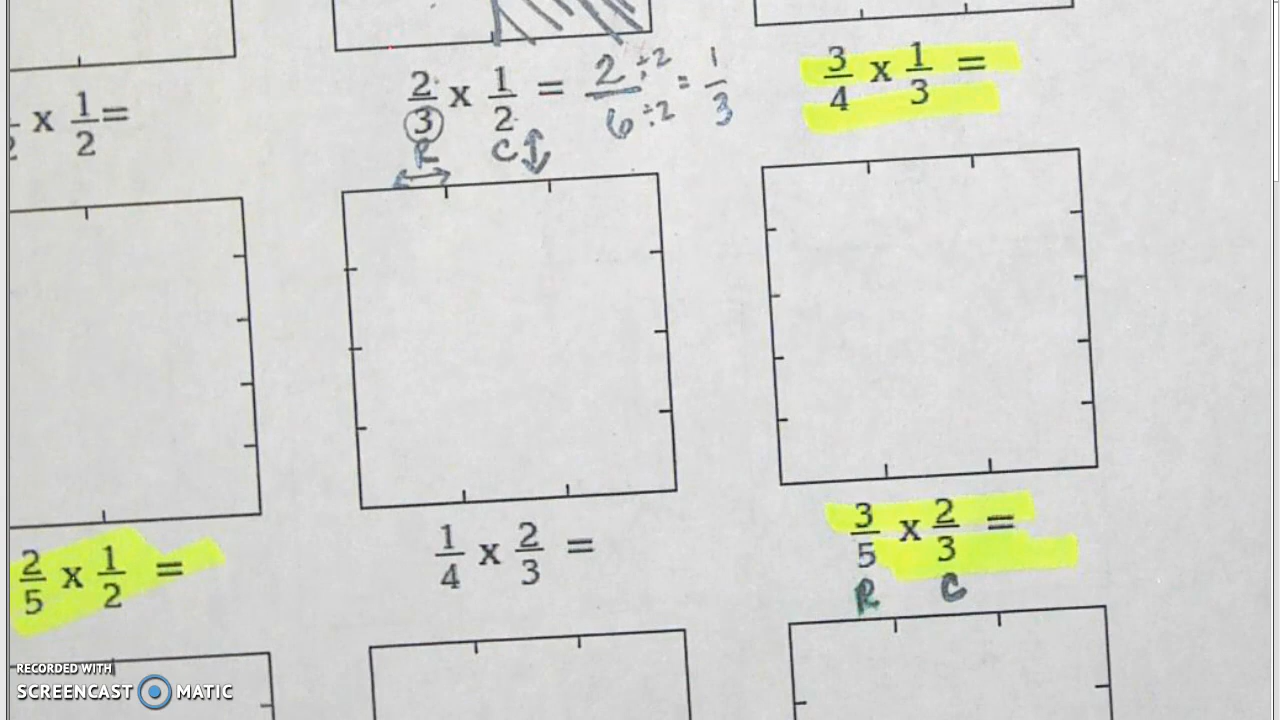 x 1/2 =
2/3 x 1/2 = 2/6 ÷2/÷2 = 1/3
R C
3/4 x 1/3 =
2/5 x 1/2 =
1/4 x 2/3 =
3/5 x 2/3 =
R C
RECORDED WITH
SCREENCAST MATIC